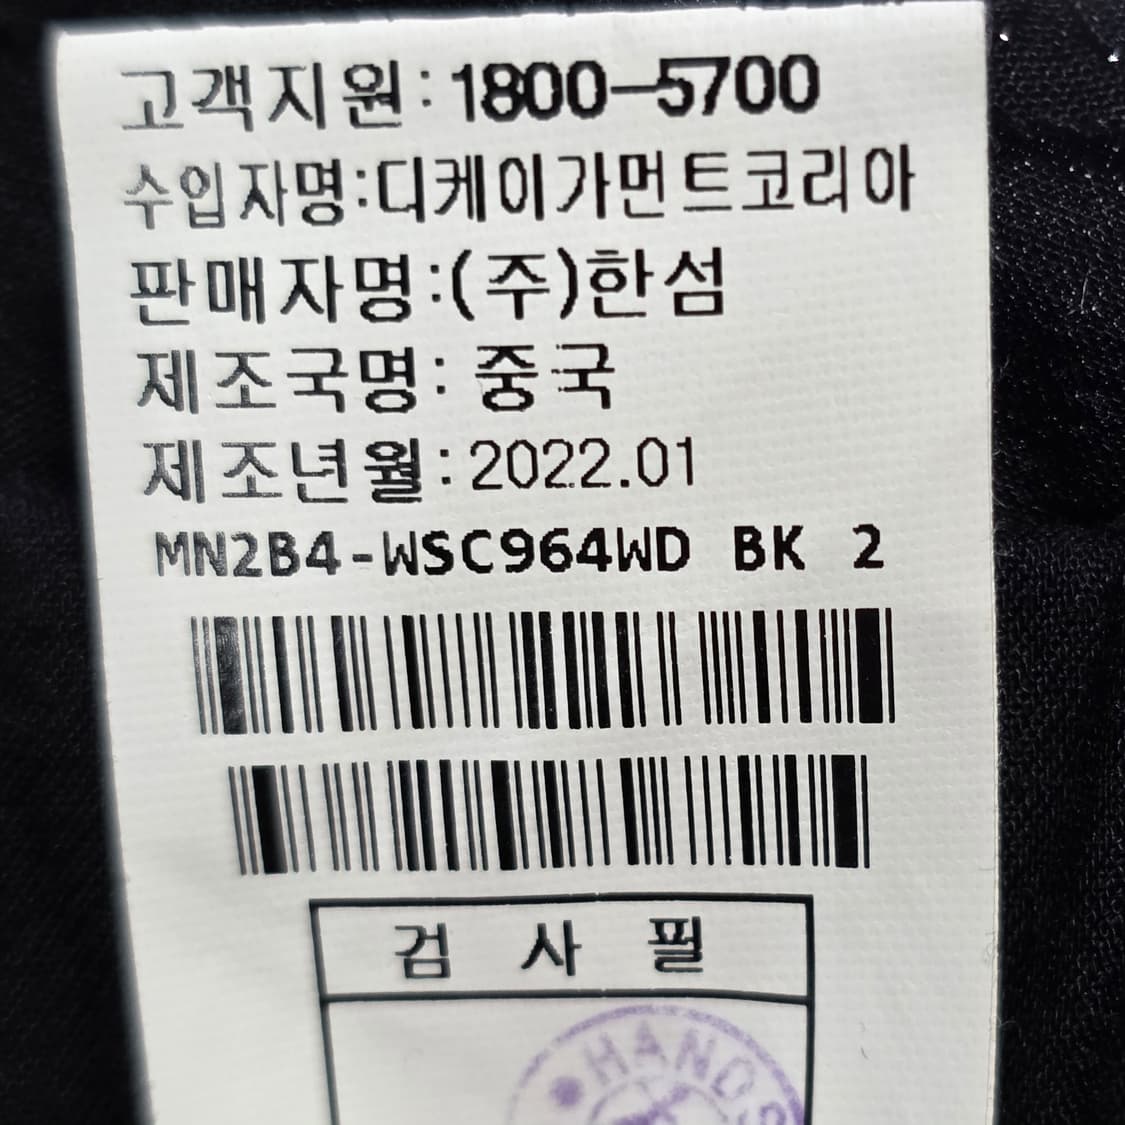 고객지원:1800-5700
수입자명:디케이가먼트코리아
판매자명:(주)한섬
제조국명: 중국
제조년월:2022.01
MN2B4-WSC964WD BK 2
검 사 필